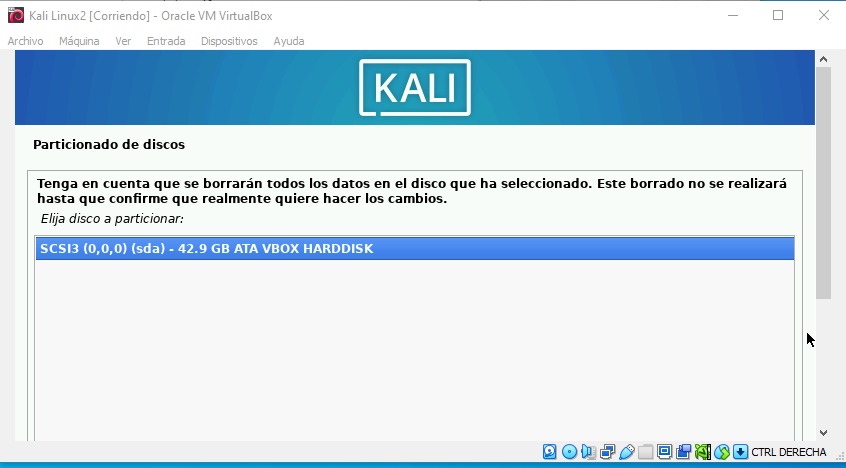 Kali Linux2 [Corriendo] - Oracle VM VirtualBox
Archivo Máquina Ver Entrada Dispositivos Ayuda
KALI
Particionado de discos
Tenga en cuenta que se borrarán todos los datos en el disco que ha seleccionado. Este borrado no se realizará
hasta que confirme que realmente quiere hacer los cambios.
Elija disco a particionar:
SCSI3 (0,0,0) (sda) - 42.9 GB ATA VBOX HARDDISK
CTRL DERECHA